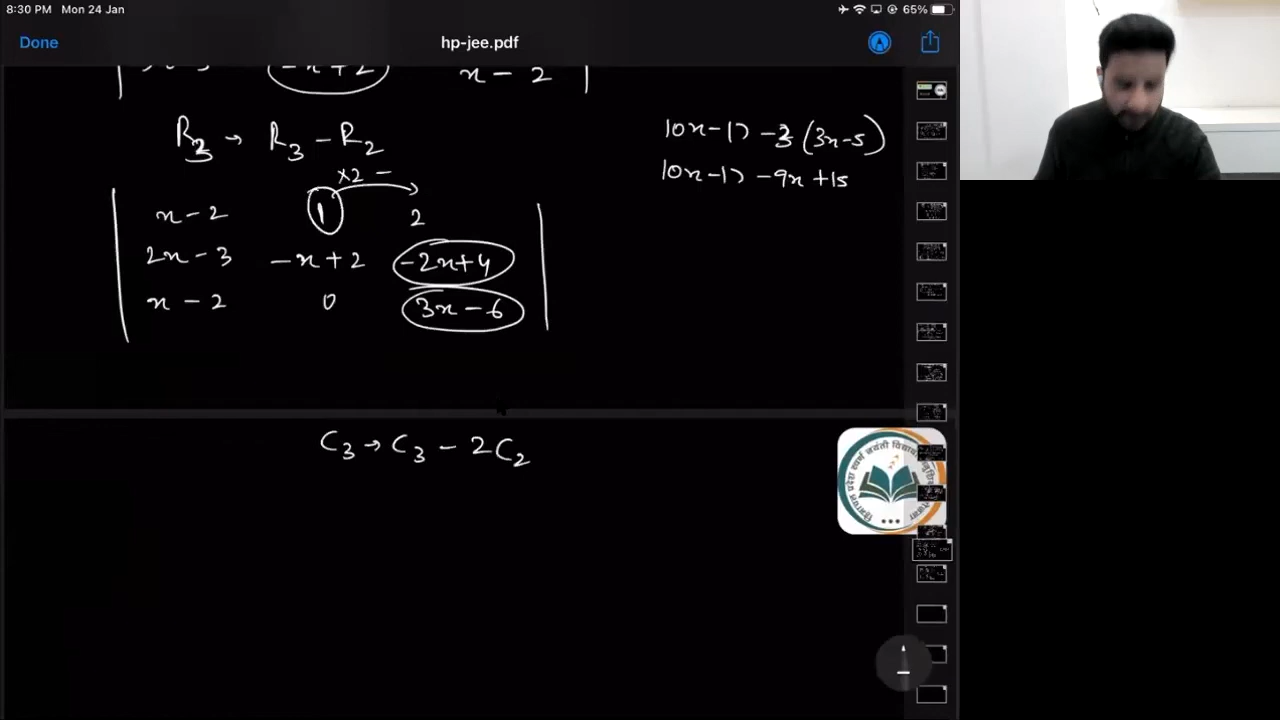 8:30 PM Mon 24 Jan
65%
Done
hp-jee.pdf
-x+2 x - 2
R3 → R3 - R2
10x-17 -3 (3x-5)
×2 -
10x-17 -9x +15
x - 2 1 2
2x - 3 -x + 2 -2x+4
x - 2 0 3x - 6
C3 → C3 - 2C2